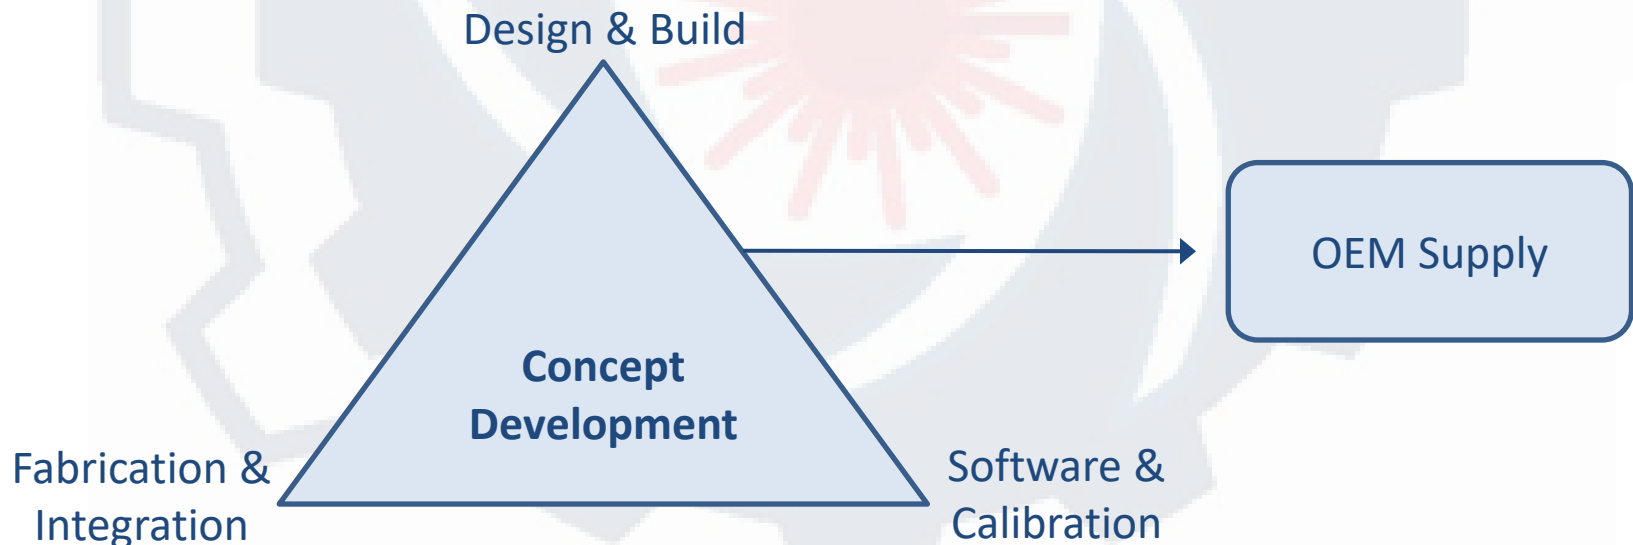 Design & Build
OEM Supply
Concept
Development
Fabrication &
Integration
Software &
Calibration